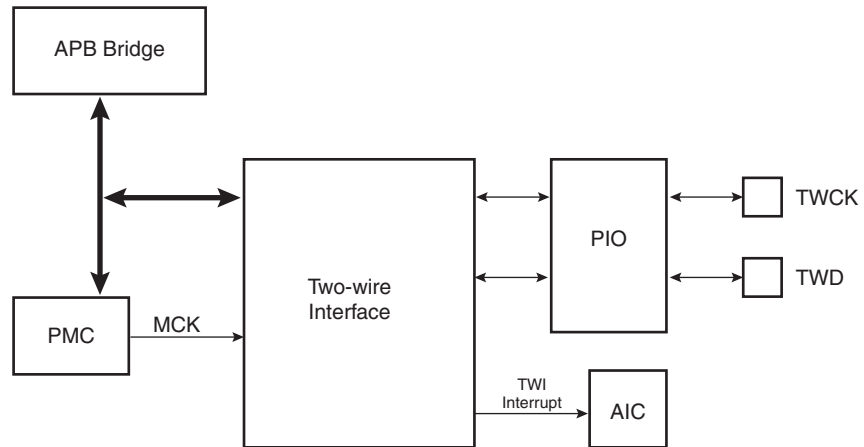 APB Bridge
TWCK
PIO
Two-wire
Interface
TWD
PMC
MCK
TWI
Interrupt
AIC